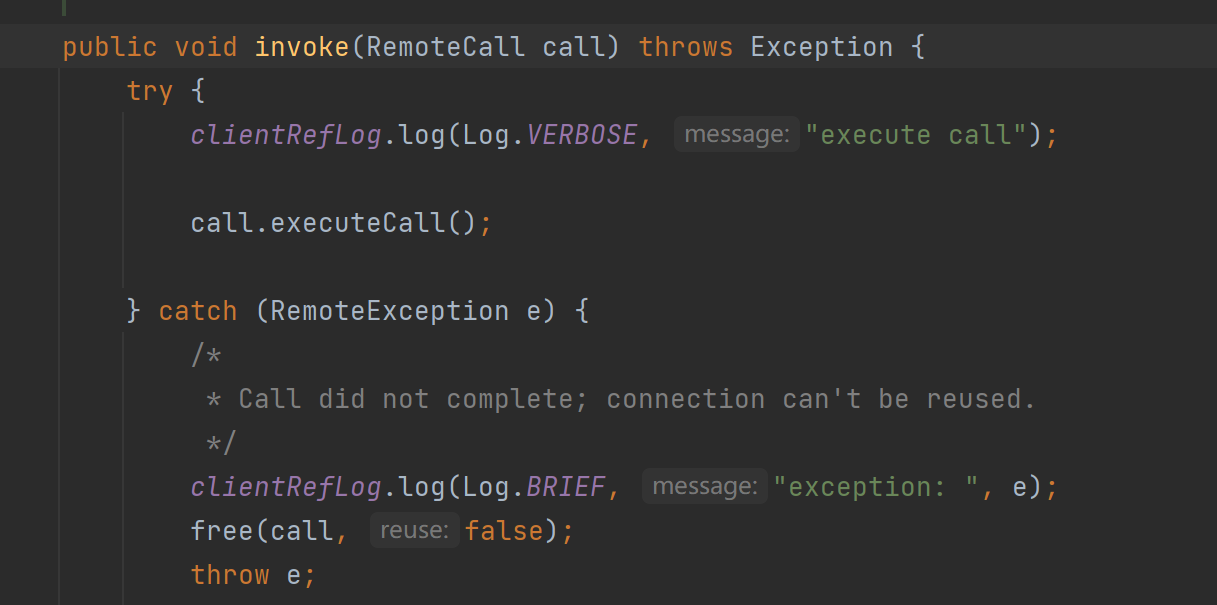 public void invoke(RemoteCall call) throws Exception {
try {
clientRefLog.log(Log.VERBOSE, message: "execute call");
call.executeCall();
} catch (RemoteException e) {
/*
* Call did not complete; connection can't be reused.
*/
clientRefLog.log(Log.BRIEF, message: "exception: ", e);
free(call, reuse: false);
throw e;